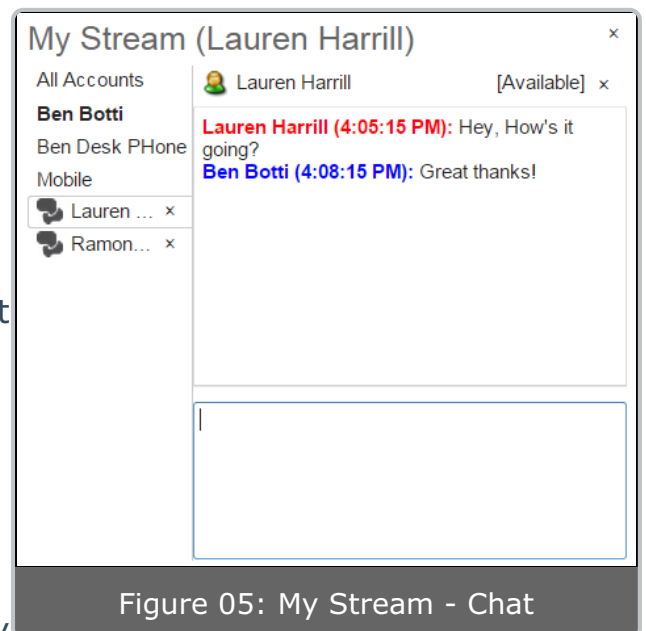 My Stream (Lauren Harrill) ×
All Accounts
Ben Botti
Ben Desk PHone
Mobile
Lauren ... ×
Ramon... ×
Lauren Harrill [Available] ×
Lauren Harrill (4:05:15 PM): Hey, How's it
going?
Ben Botti (4:08:15 PM): Great thanks!
t
Figure 05: My Stream - Chat